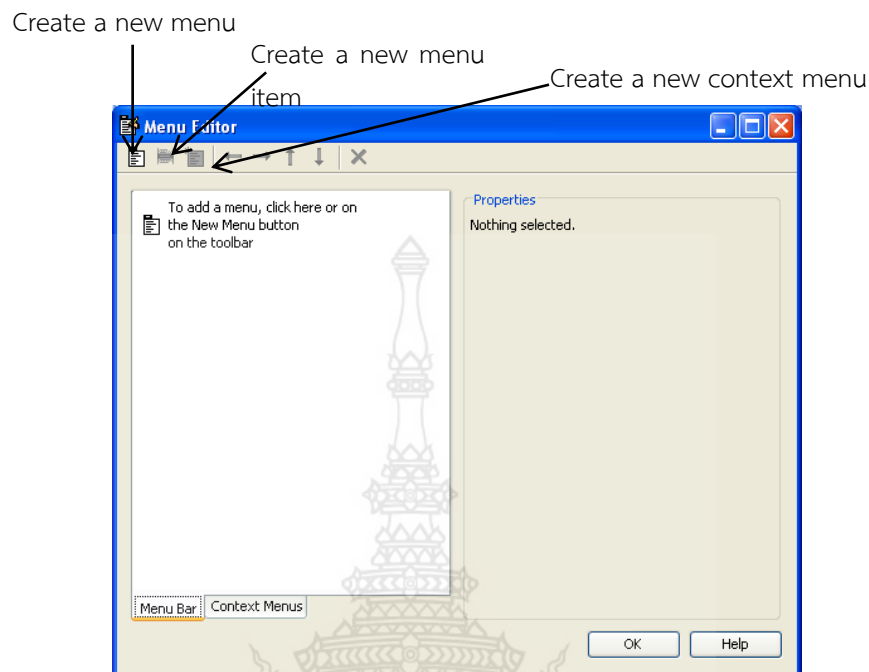 Create a new menu
Create a new menu
item
Create a new context menu
Menu Editor
To add a menu, click here or on
the New Menu button
on the toolbar
Properties
Nothing selected.
Menu Bar
Context Menus
OK
Help